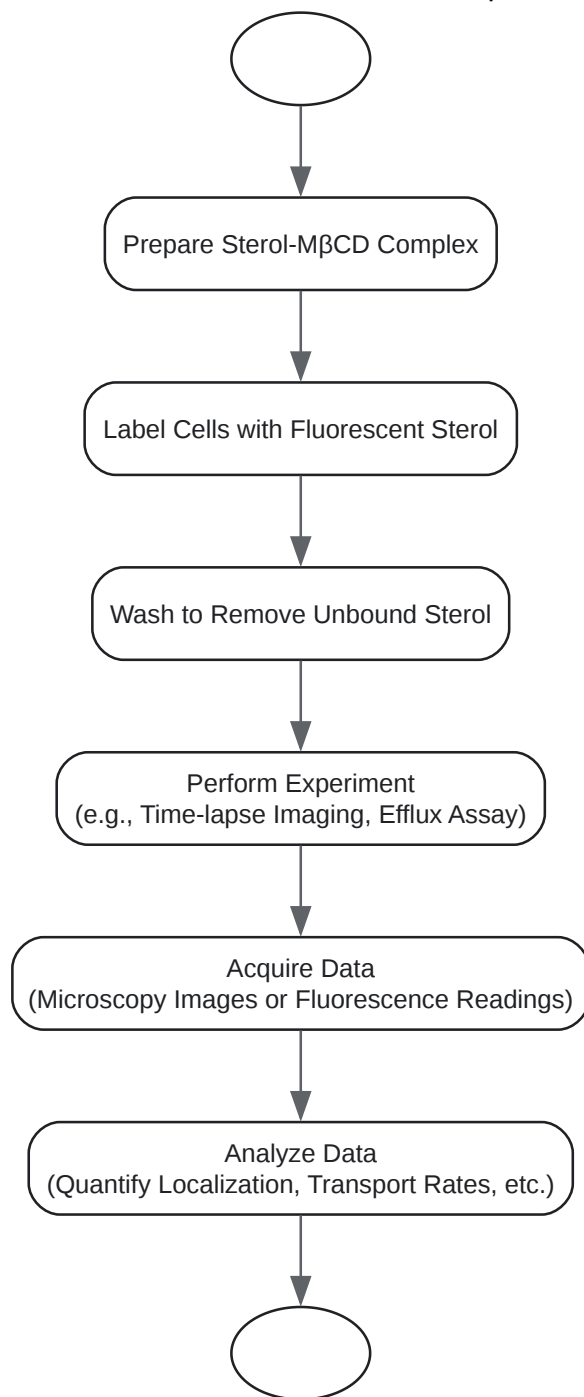 Prepare Sterol-MβCD Complex
Label Cells with Fluorescent Sterol
Wash to Remove Unbound Sterol
Perform Experiment
(e.g., Time-lapse Imaging, Efflux Assay)
Acquire Data
(Microscopy Images or Fluorescence Readings)
Analyze Data
(Quantify Localization, Transport Rates, etc.)